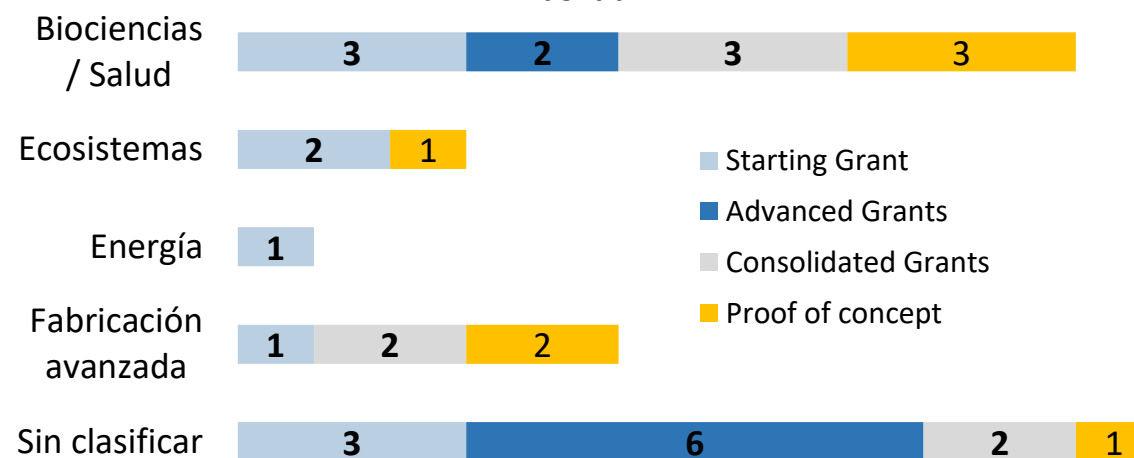 Biociencias
/ Salud
3 2 3 3
Ecosistemas
2 1
Starting Grant
Advanced Grants
Energía
1
Consolidated Grants
Proof of concept
Fabricación
avanzada
1 2 2
Sin clasificar
3 6 2 1